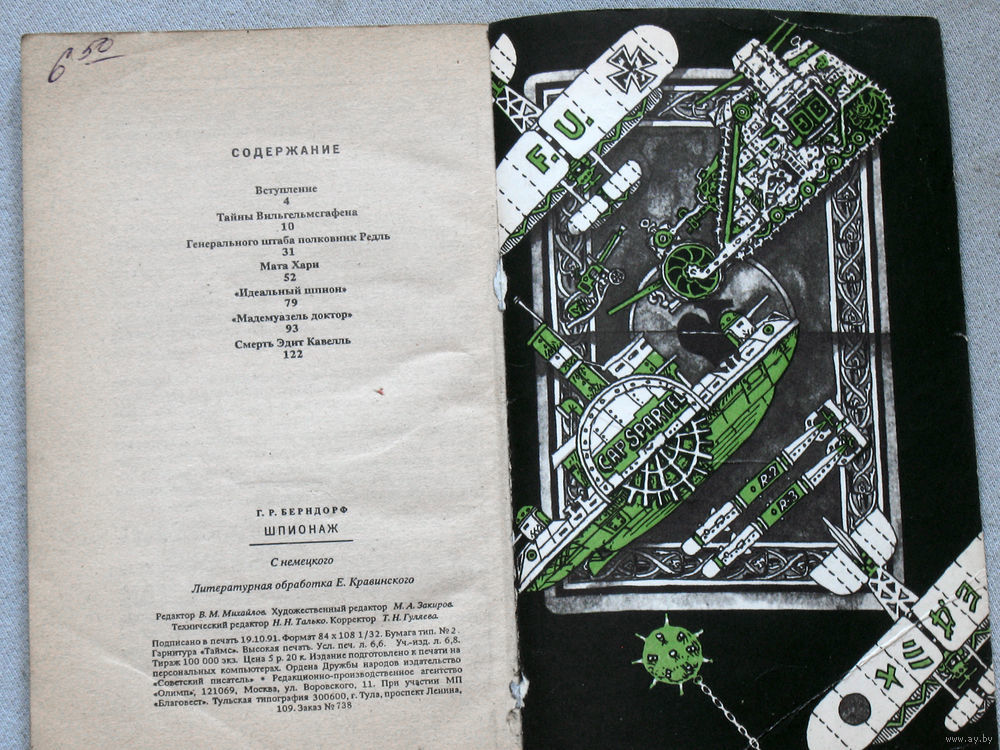 6 50
СОДЕРЖАНИЕ
Вступление
4
Тайны Вильгельмсгафена
10
Генерального штаба полковник Редль
31
Мата Хари
52
«Идеальный шпион»
79
«Мадемуазель доктор»
93
Смерть Эдит Кавелль
122
Г. Р. БЕРНДОРФ
ШПИОНАЖ
С немецкого
Литературная обработка Е. Кравинского
Редактор В. М. Михайлов. Художественный редактор М. А. Закиров.
Технический редактор Н. Н. Талько. Корректор Т. Н. Гуляева.
Подписано в печать 19.10.91. Формат 84 х 108 1/32. Бумага тип. № 2.
Гарнитура «Таймс». Высокая печать. Усл. печ. л. 6,6. Уч.-изд. л. 6,8.
Тираж 100 000 экз. Цена 5 р. 20 к. Издание подготовлено к печати на
персональных компьютерах. Ордена Дружбы народов издательство
«Советский писатель» * Редакционно-производственное агентство
«Олимп», 121069, Москва, ул. Воровского, 11. При участии МП
«Благовест». Тульская типография 300600, г. Тула, проспект Ленина,
109. Заказ № 738
F. U.
CAP SPARTEL
R-2
R-3
www.ay.by